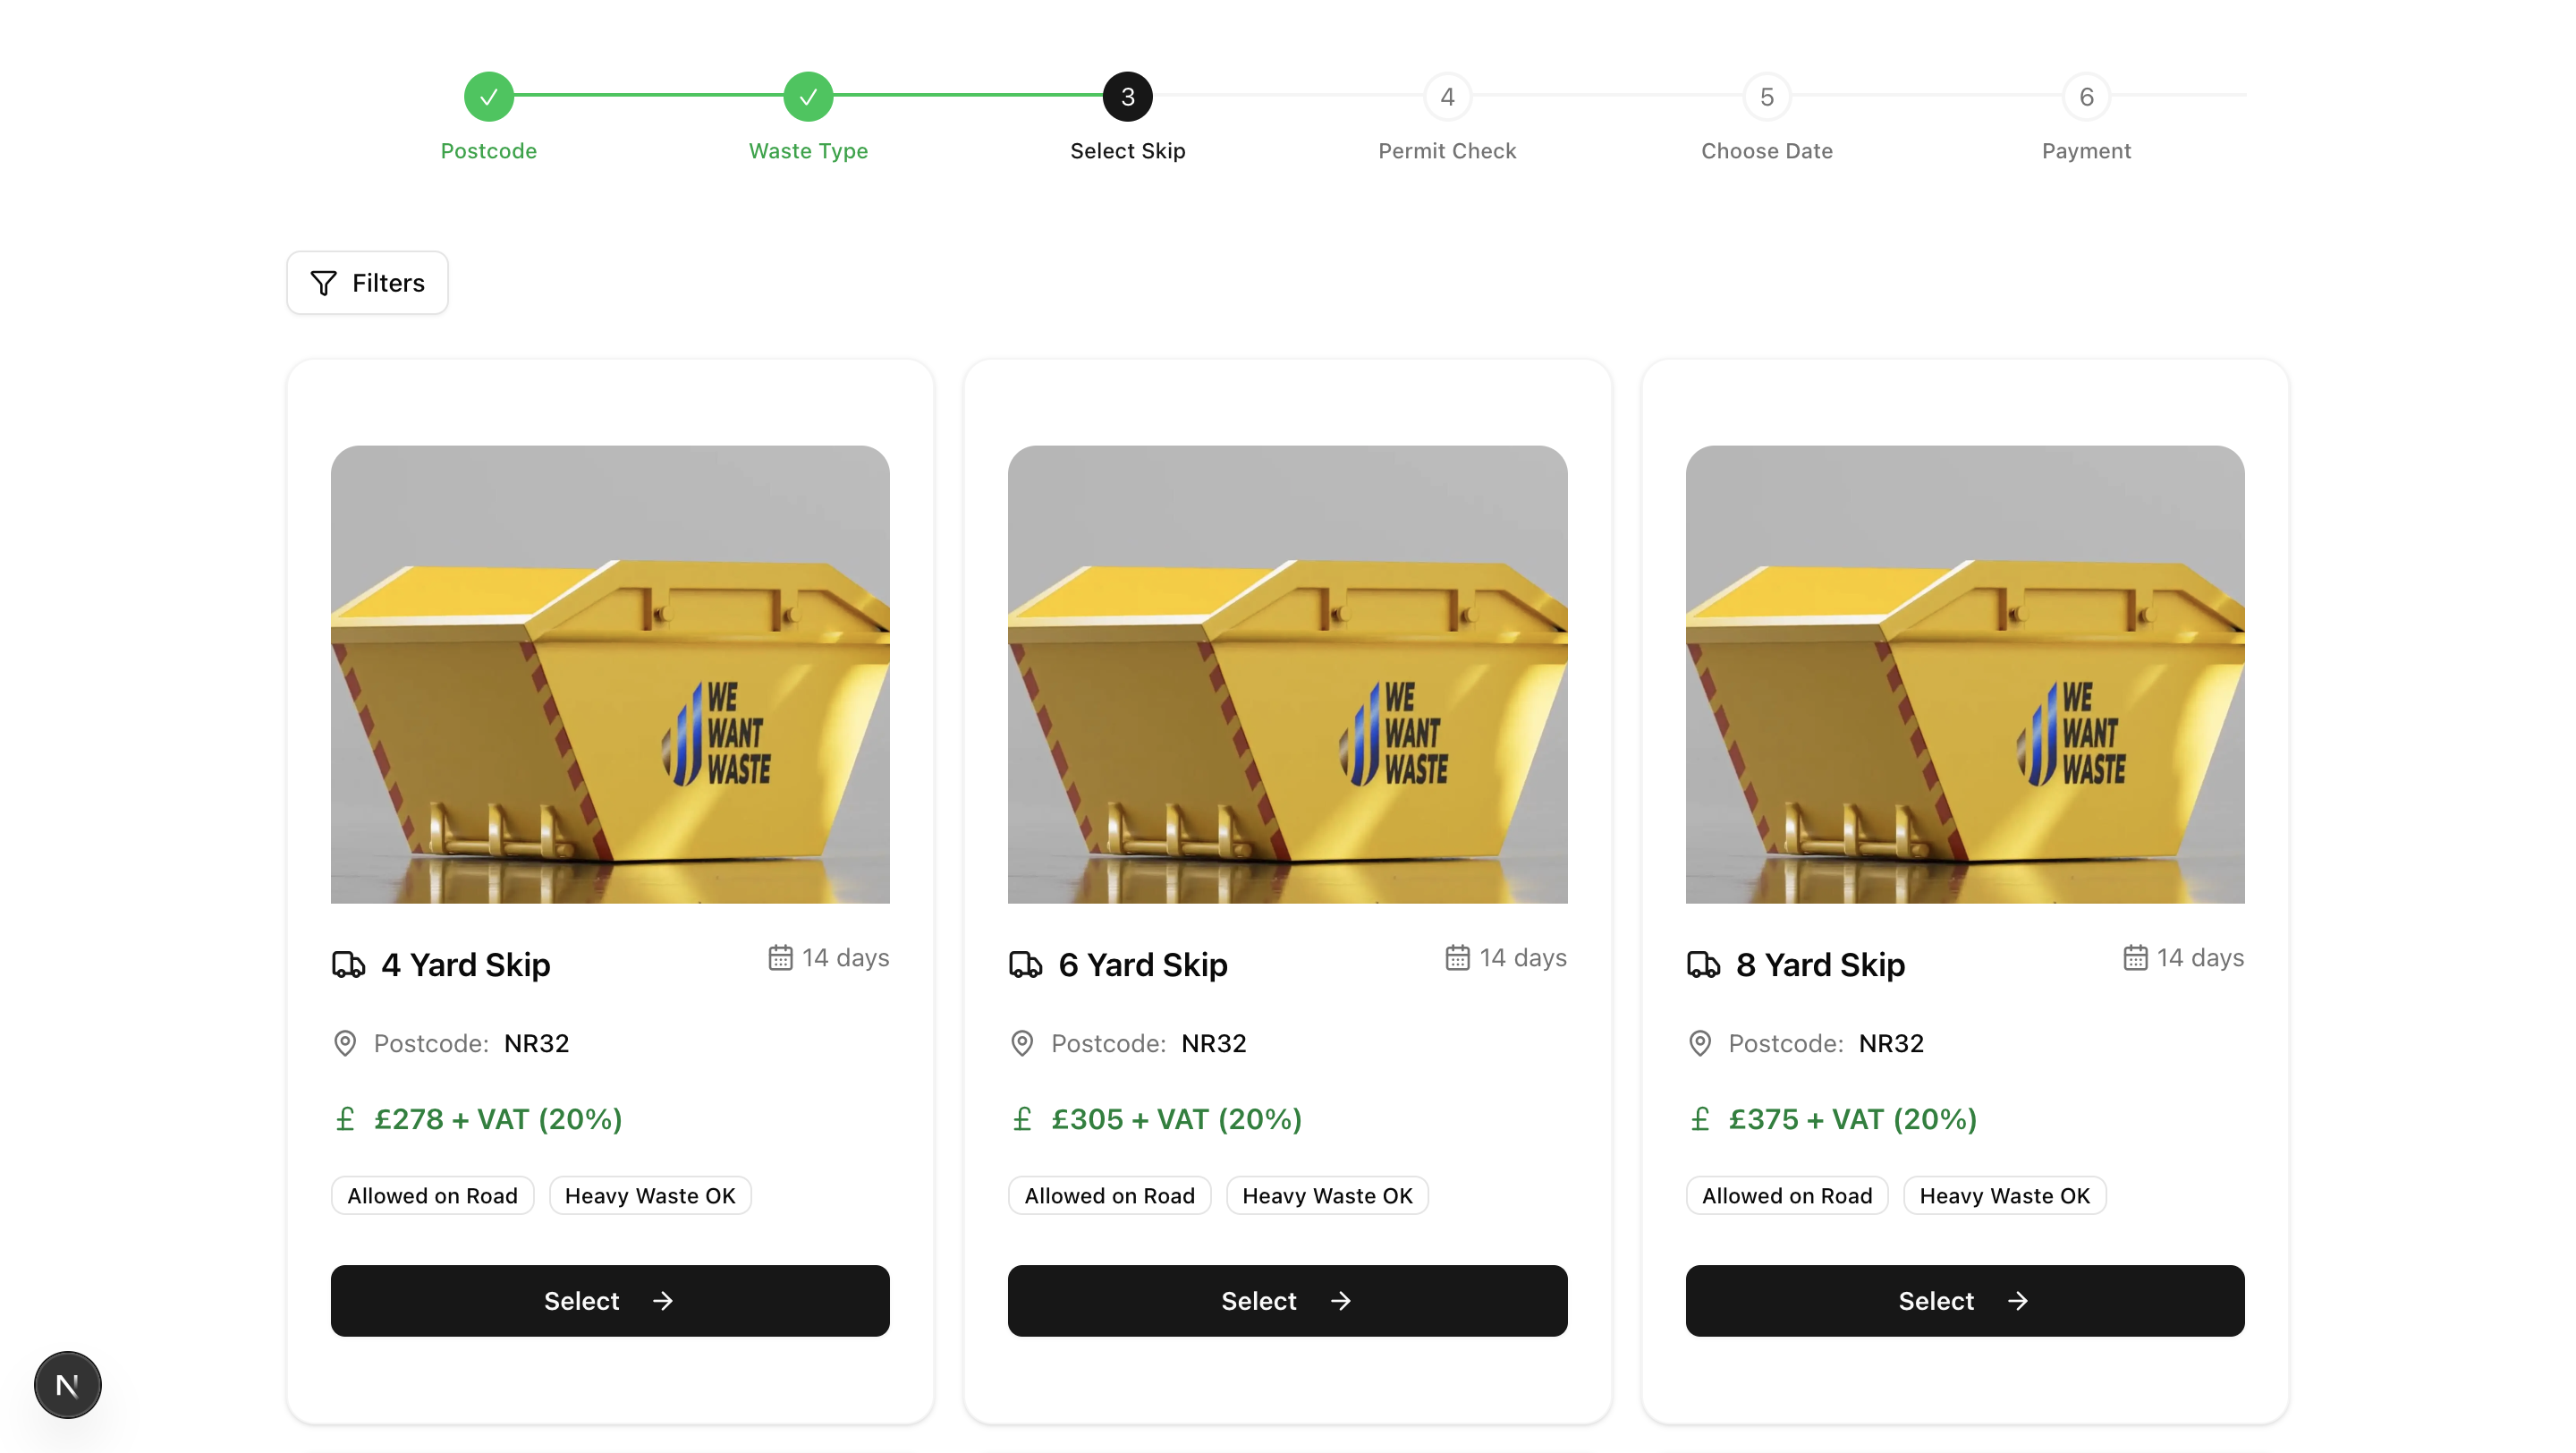 3
4
5
6
Postcode
Waste Type
Select Skip
Permit Check
Choose Date
Payment
Filters
WE
WANT
WASTE
4 Yard Skip
14 days
Postcode: NR32
£ £278 + VAT (20%)
Allowed on Road
Heavy Waste OK
Select →
WE
WANT
WASTE
6 Yard Skip
14 days
Postcode: NR32
£ £305 + VAT (20%)
Allowed on Road
Heavy Waste OK
Select →
WE
WANT
WASTE
8 Yard Skip
14 days
Postcode: NR32
£ £375 + VAT (20%)
Allowed on Road
Heavy Waste OK
Select →
N